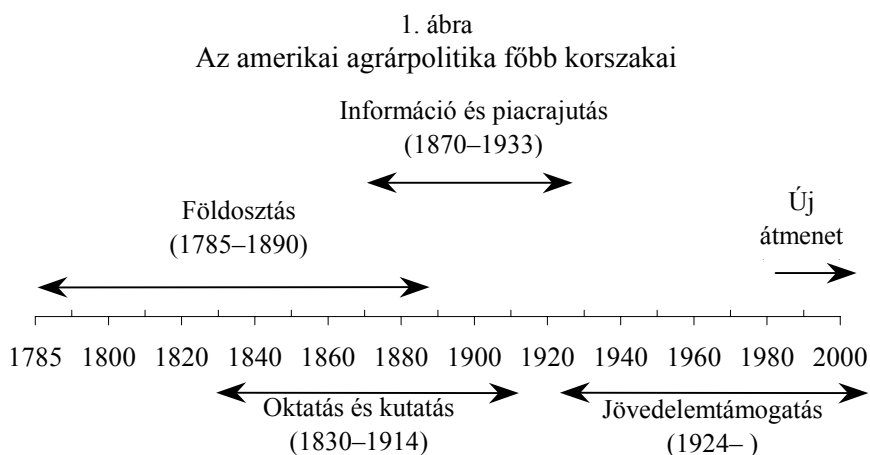 1. ábra
Az amerikai agrárpolitika főbb korszakai
Információ és piacrajutás
(1870–1933)
Földosztás
(1785–1890)
Új
átmenet
1785 1800 1820 1840 1860 1880 1900 1920 1940 1960 1980 2000
Oktatás és kutatás
(1830–1914)
Jövedelemtámogatás
(1924– )